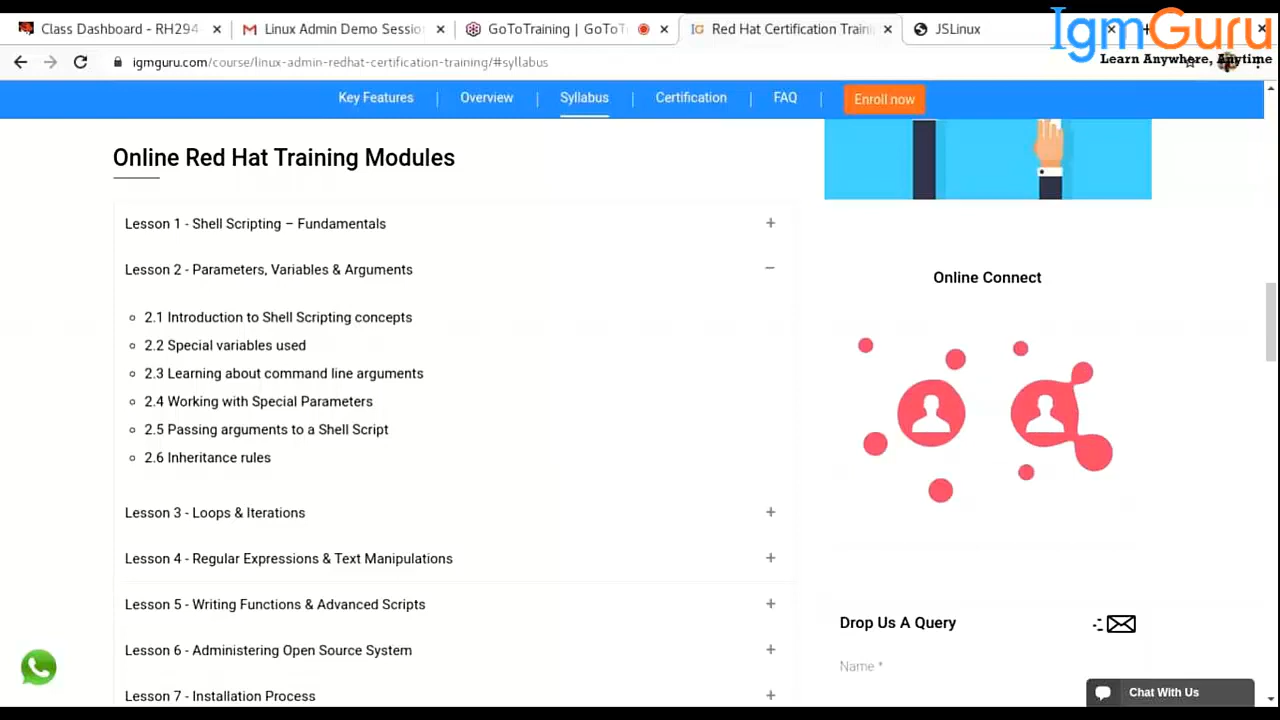 Class Dashboard - RH294
Linux Admin Demo Sessio
GoToTraining | GoToT
Red Hat Certification Traini
JSLinux
IgmGuru
Learn Anywhere, Anytime
igmguru.com/course/linux-admin-redhat-certification-training/#syllabus
Key Features
Overview
Syllabus
Certification
FAQ
Enroll now
Online Red Hat Training Modules
Lesson 1 - Shell Scripting – Fundamentals
Lesson 2 - Parameters, Variables & Arguments
2.1 Introduction to Shell Scripting concepts
2.2 Special variables used
2.3 Learning about command line arguments
2.4 Working with Special Parameters
2.5 Passing arguments to a Shell Script
2.6 Inheritance rules
Lesson 3 - Loops & Iterations
Lesson 4 - Regular Expressions & Text Manipulations
Lesson 5 - Writing Functions & Advanced Scripts
Lesson 6 - Administering Open Source System
Lesson 7 - Installation Process
Online Connect
Drop Us A Query
Name *
Chat With Us